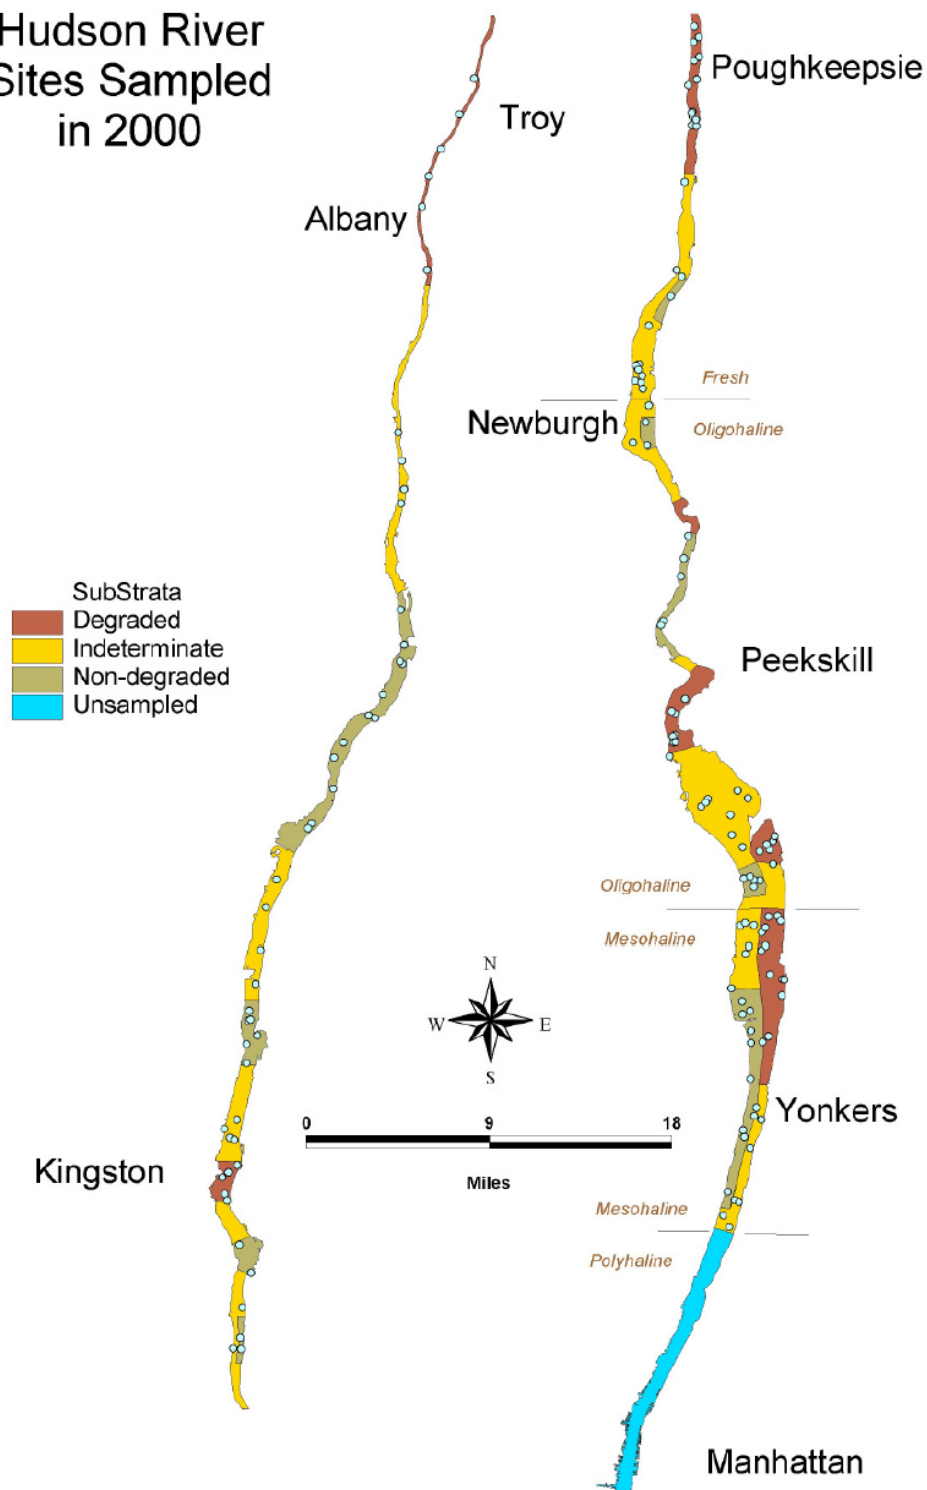 Hudson River
Sites Sampled
in 2000
Poughkeepsie
Troy
Albany
Fresh
Newburgh
Oligohaline
SubStrata
Degraded
Indeterminate
Non-degraded
Unsampled
Peekskill
Oligohaline
Mesohaline
N
W
E
S
0
9
18
Miles
Yonkers
Kingston
Mesohaline
Polyhaline
Manhattan